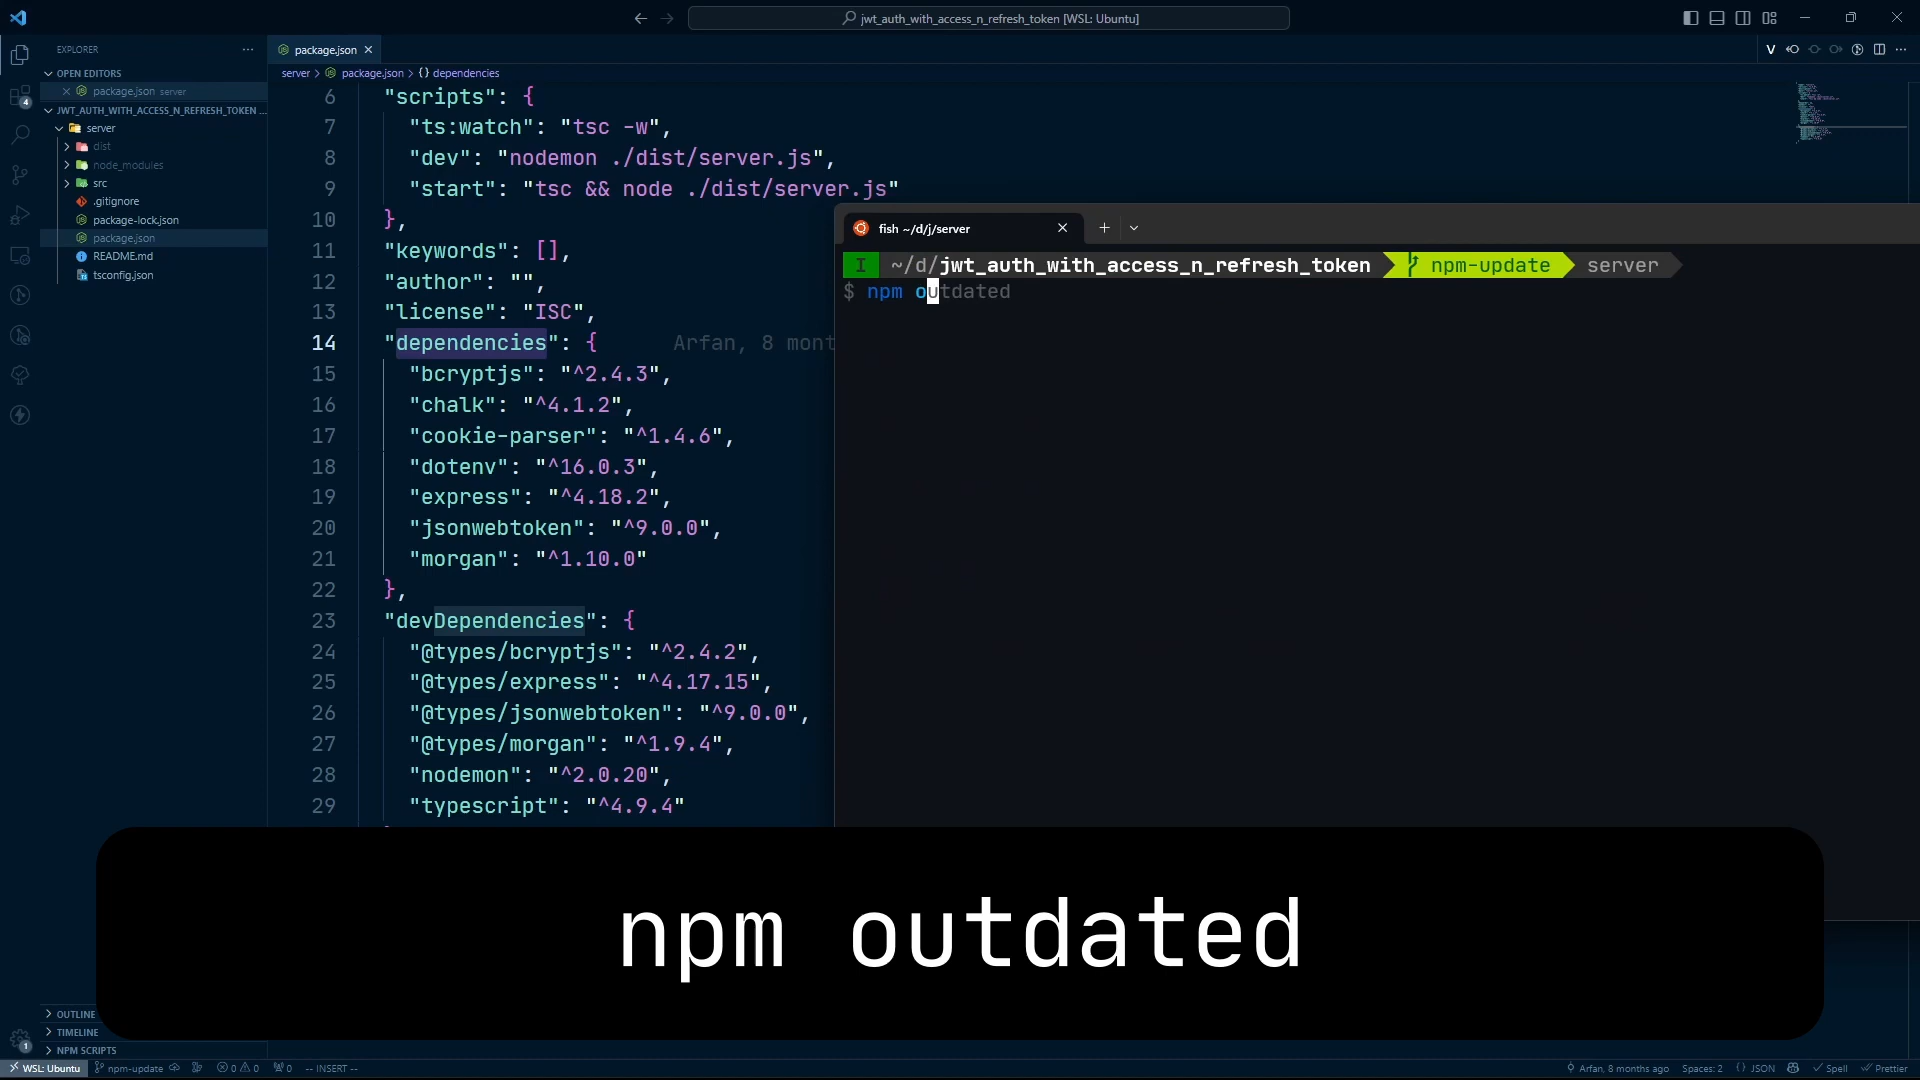 jwt_auth_with_access_n_refresh_token [WSL: Ubuntu]
EXPLORER
OPEN EDITORS
package.json server
JWT_AUTH_WITH_ACCESS_N_REFRESH_TOKEN ...
server
dist
node_modules
src
.gitignore
package-lock.json
package.json
README.md
tsconfig.json
OUTLINE
TIMELINE
NPM SCRIPTS
4
1
package.json
server > package.json > {} dependencies
6 "scripts": {
7 "ts:watch": "tsc -w",
8 "dev": "nodemon ./dist/server.js",
9 "start": "tsc && node ./dist/server.js"
10 },
11 "keywords": [],
12 "author": "",
13 "license": "ISC",
14 "dependencies": { Arfan, 8 mont
15 "bcryptjs": "^2.4.3",
16 "chalk": "^4.1.2",
17 "cookie-parser": "^1.4.6",
18 "dotenv": "^16.0.3",
19 "express": "^4.18.2",
20 "jsonwebtoken": "^9.0.0",
21 "morgan": "^1.10.0"
22 },
23 "devDependencies": {
24 "@types/bcryptjs": "^2.4.2",
25 "@types/express": "^4.17.15",
26 "@types/jsonwebtoken": "^9.0.0",
27 "@types/morgan": "^1.9.4",
28 "nodemon": "^2.0.20",
29 "typescript": "^4.9.4"
fish ~/d/j/server
I ~/d/jwt_auth_with_access_n_refresh_token npm-update server
$ npm outdated
npm outdated
WSL: Ubuntu npm-update 0 0 0 -- INSERT -- Arfan, 8 months ago Spaces: 2 {} JSON Spell Prettier